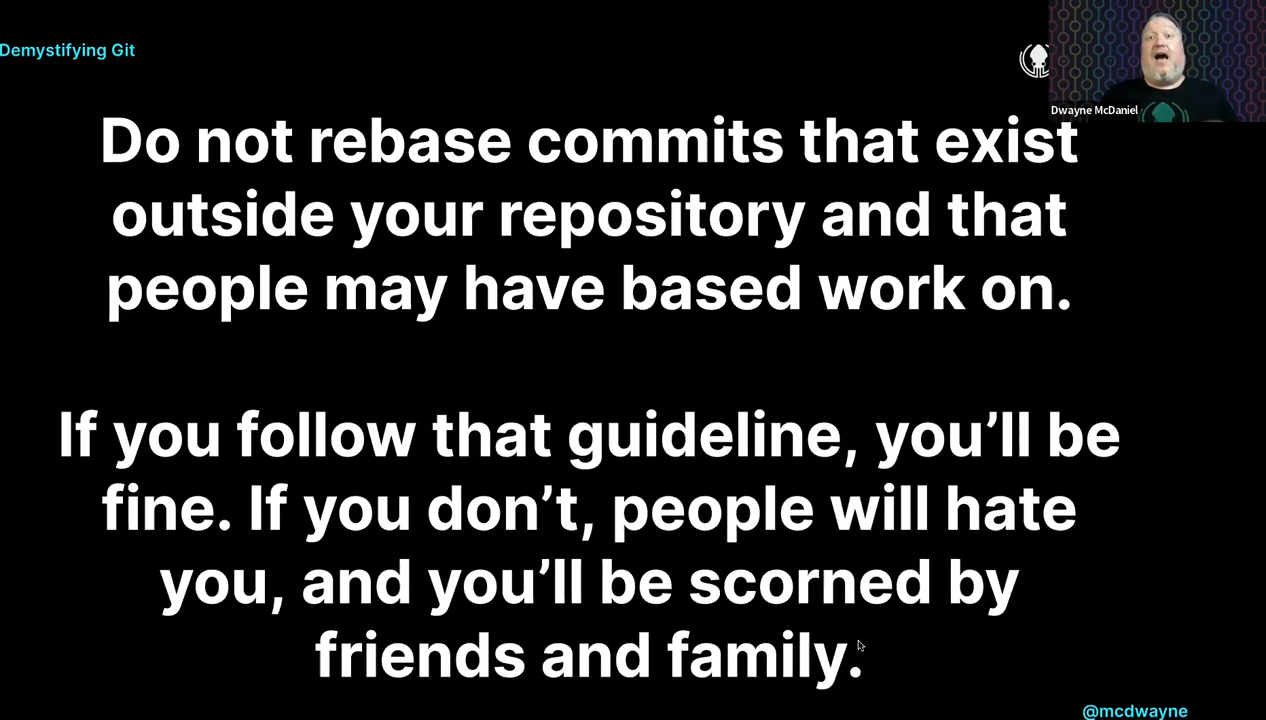 Demystifying Git
Dwayne McDaniel
Do not rebase commits that exist
outside your repository and that
people may have based work on.
If you follow that guideline, you’ll be
fine. If you don’t, people will hate
you, and you’ll be scorned by
friends and family.
@mcdwayne